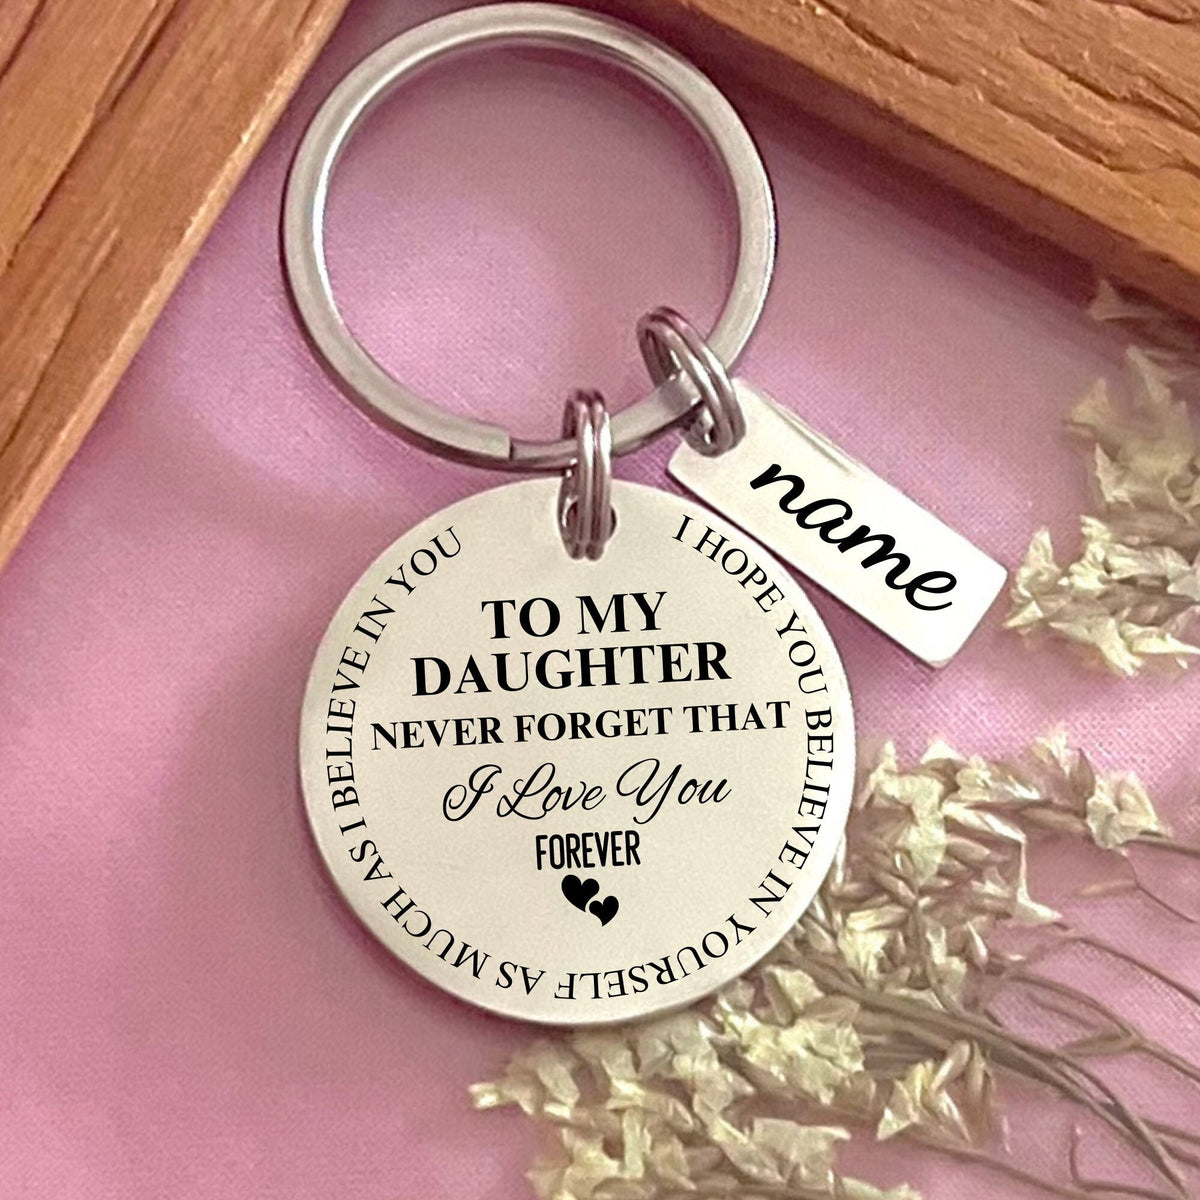 TO MY
DAUGHTER
NEVER FORGET THAT
I Love You
FOREVER
I HOPE YOU BELIEVE IN YOURSELF AS MUCH AS I BELIEVE IN YOU
name